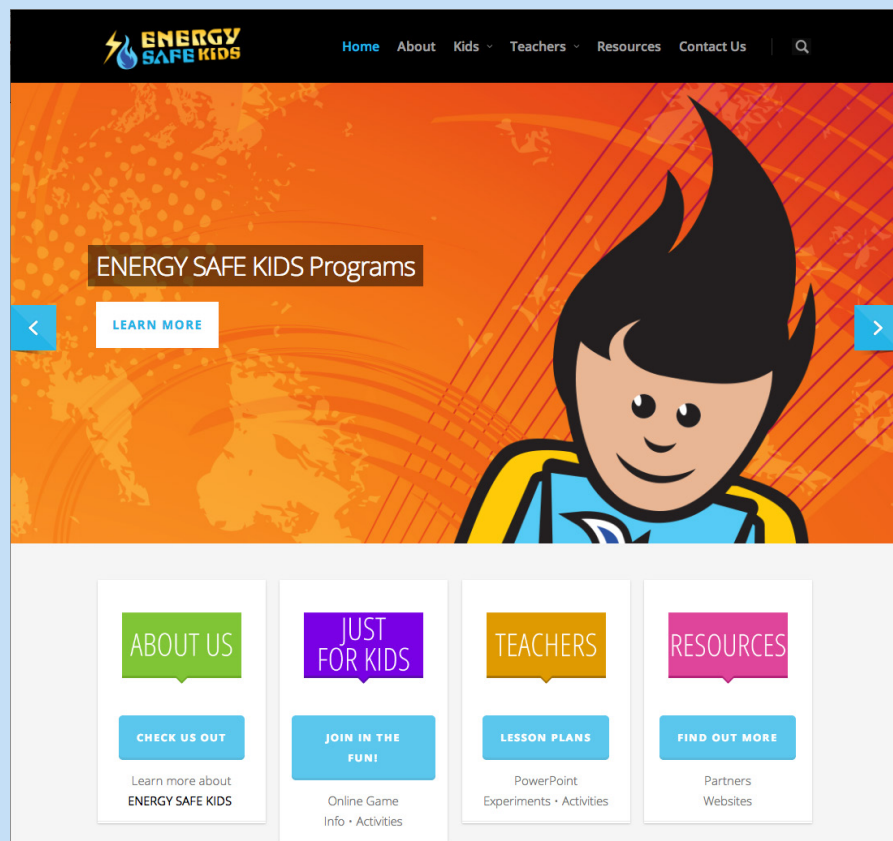 ENERGY
SAFE KIDS
Home About Kids Teachers Resources Contact Us
ENERGY SAFE KIDS Programs
LEARN MORE
ABOUT US
CHECK US OUT
Learn more about
ENERGY SAFE KIDS
JUST
FOR KIDS
JOIN IN THE
FUN!
Online Game
Info • Activities
TEACHERS
LESSON PLANS
PowerPoint
Experiments • Activities
RESOURCES
FIND OUT MORE
Partners
Websites